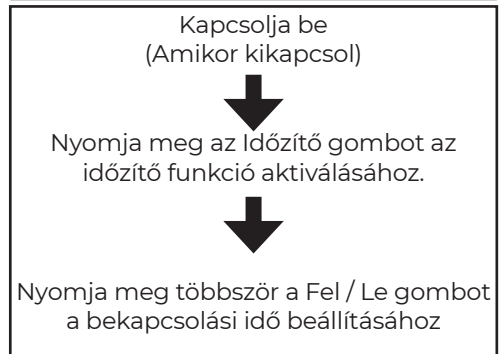 Kapcsolja be
(Amikor kikapcsol)
Nyomja meg az Időzítő gombot az
időzítő funkció aktiválásához.
Nyomja meg többször a Fel / Le gombot
a bekapcsolási idő beállításához